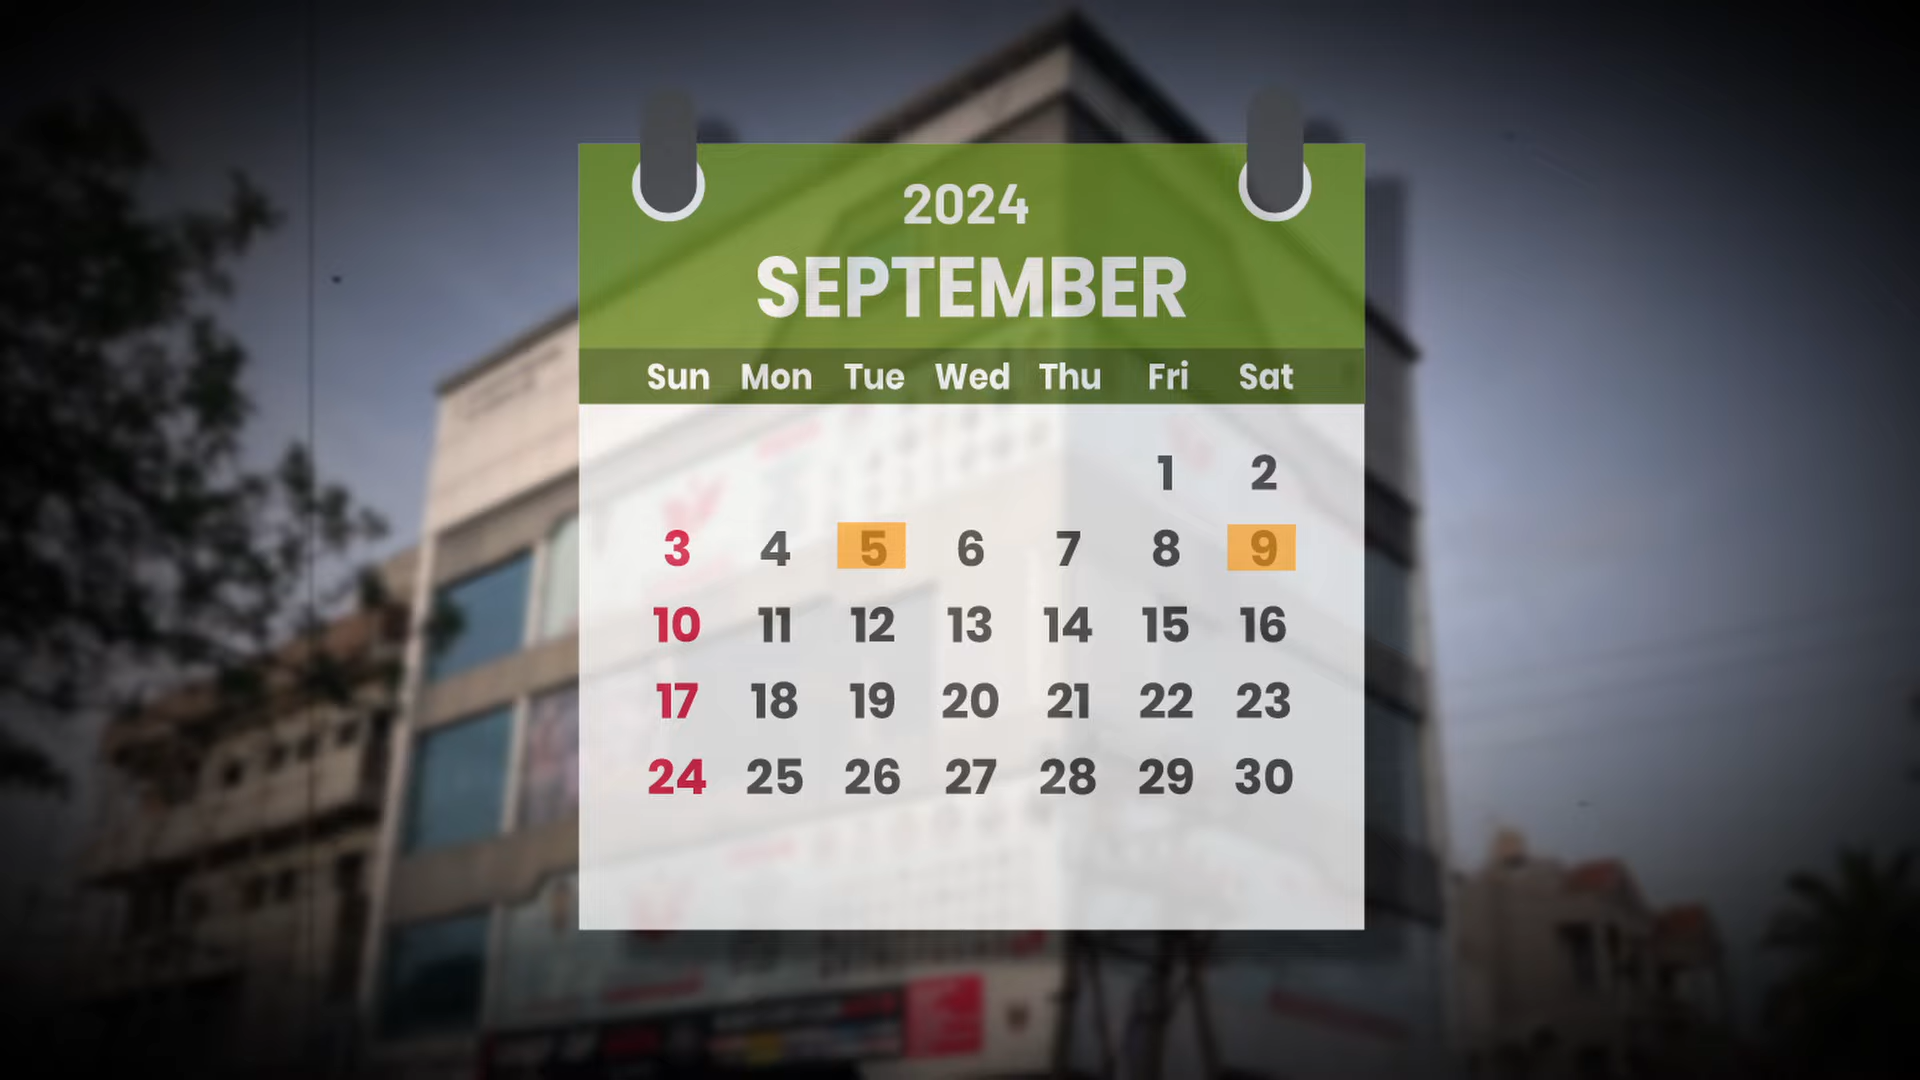 2024
SEPTEMBER
Sun Mon Tue Wed Thu Fri Sat
1 2
3 4 5 6 7 8 9
10 11 12 13 14 15 16
17 18 19 20 21 22 23
24 25 26 27 28 29 30